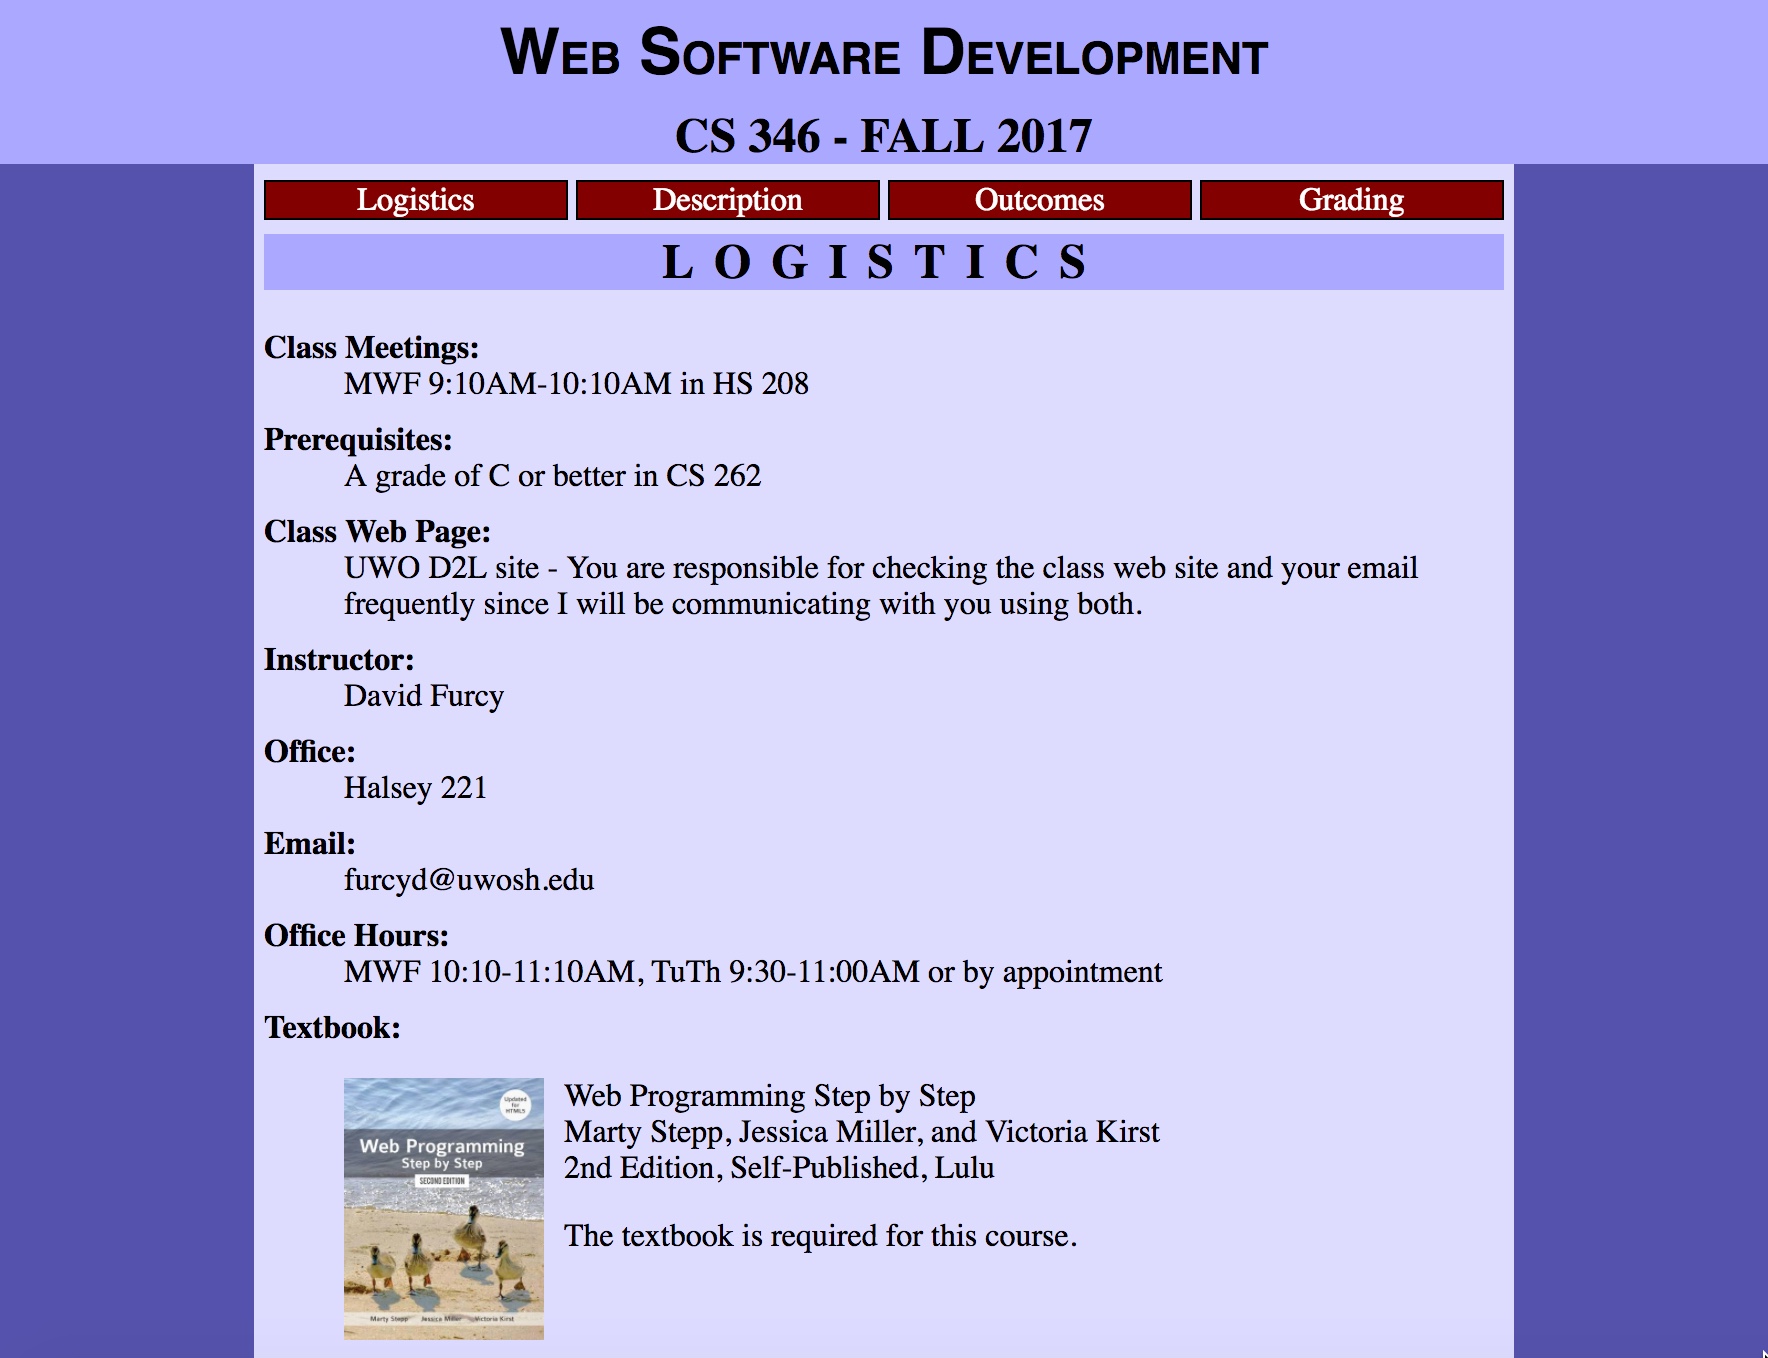 WEB SOFTWARE DEVELOPMENT
CS 346 - FALL 2017
Logistics
Description
Outcomes
Grading
LOGISTICS
Class Meetings:
MWF 9:10AM-10:10AM in HS 208
Prerequisites:
A grade of C or better in CS 262
Class Web Page:
UWO D2L site - You are responsible for checking the class web site and your email
frequently since I will be communicating with you using both.
Instructor:
David Furcy
Office:
Halsey 221
Email:
furcyd@uwosh.edu
Office Hours:
MWF 10:10-11:10AM, TuTh 9:30-11:00AM or by appointment
Textbook:
Updated
for
HTML5
Web Programming
Step by Step
SECOND EDITION
Marty Stepp Jessica Miller Victoria Kirst
Web Programming Step by Step
Marty Stepp, Jessica Miller, and Victoria Kirst
2nd Edition, Self-Published, Lulu
The textbook is required for this course.